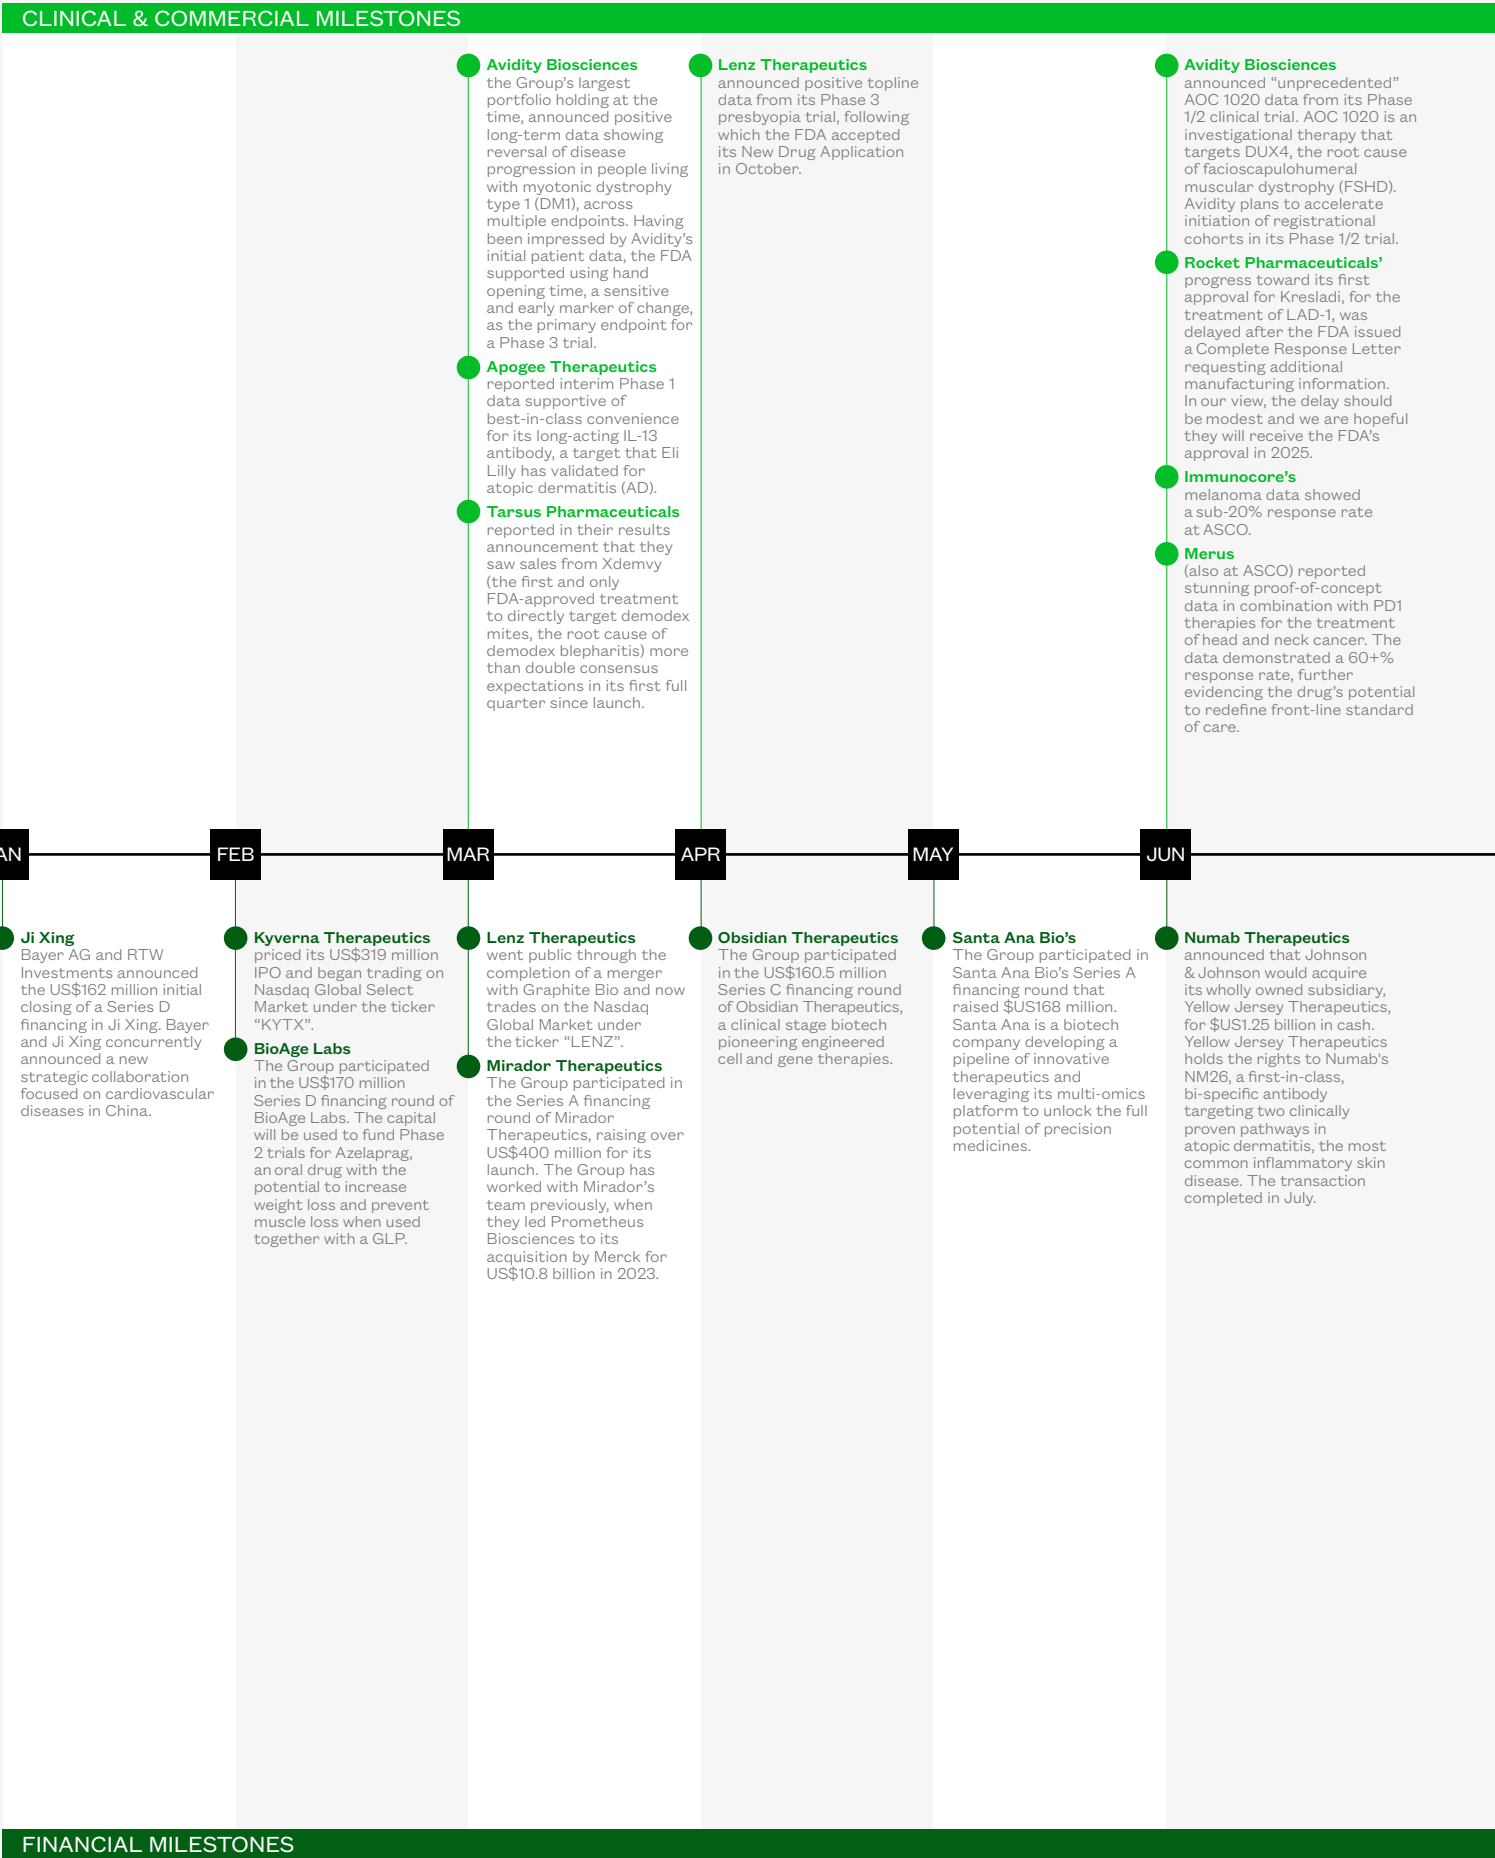 CLINICAL & COMMERCIAL MILESTONES
Avidity Biosciences
the Group’s largest
portfolio holding at the
time, announced positive
long-term data showing
reversal of disease
progression in people living
with myotonic dystrophy
type 1 (DM1), across
multiple endpoints. Having
been impressed by Avidity’s
initial patient data, the FDA
supported using hand
opening time, a sensitive
and early marker of change,
as the primary endpoint for
a Phase 3 trial.
Apogee Therapeutics
reported interim Phase 1
data supportive of
best-in-class convenience
for its long-acting IL-13
antibody, a target that Eli
Lilly has validated for
atopic dermatitis (AD).
Tarsus Pharmaceuticals
reported in their results
announcement that they
saw sales from Xdemvy
(the first and only
FDA-approved treatment
to directly target demodex
mites, the root cause of
demodex blepharitis) more
than double consensus
expectations in its first full
quarter since launch.
Lenz Therapeutics
announced positive topline
data from its Phase 3
presbyopia trial, following
which the FDA accepted
its New Drug Application
in October.
Avidity Biosciences
announced “unprecedented”
AOC 1020 data from its Phase
1/2 clinical trial. AOC 1020 is an
investigational therapy that
targets DUX4, the root cause
of facioscapulohumeral
muscular dystrophy (FSHD).
Avidity plans to accelerate
initiation of registrational
cohorts in its Phase 1/2 trial.
Rocket Pharmaceuticals’
progress toward its first
approval for Kresladi, for the
treatment of LAD-1, was
delayed after the FDA issued
a Complete Response Letter
requesting additional
manufacturing information.
In our view, the delay should
be modest and we are hopeful
they will receive the FDA’s
approval in 2025.
Immunocore’s
melanoma data showed
a sub-20% response rate
at ASCO.
Merus
(also at ASCO) reported
stunning proof-of-concept
data in combination with PD1
therapies for the treatment
of head and neck cancer. The
data demonstrated a 60+%
response rate, further
evidencing the drug’s potential
to redefine front-line standard
of care.
AN
FEB
MAR
APR
MAY
JUN
Ji Xing
Bayer AG and RTW
Investments announced
the US$162 million initial
closing of a Series D
financing in Ji Xing. Bayer
and Ji Xing concurrently
announced a new
strategic collaboration
focused on cardiovascular
diseases in China.
Kyverna Therapeutics
priced its US$319 million
IPO and began trading on
Nasdaq Global Select
Market under the ticker
“KYTX”.
BioAge Labs
The Group participated
in the US$170 million
Series D financing round of
BioAge Labs. The capital
will be used to fund Phase
2 trials for Azelaprag,
an oral drug with the
potential to increase
weight loss and prevent
muscle loss when used
together with a GLP.
Lenz Therapeutics
went public through the
completion of a merger
with Graphite Bio and now
trades on the Nasdaq
Global Market under
the ticker “LENZ”.
Mirador Therapeutics
The Group participated in
the Series A financing
round of Mirador
Therapeutics, raising over
US$400 million for its
launch. The Group has
worked with Mirador’s
team previously, when
they led Prometheus
Biosciences to its
acquisition by Merck for
US$10.8 billion in 2023.
Obsidian Therapeutics
The Group participated
in the US$160.5 million
Series C financing round
of Obsidian Therapeutics,
a clinical stage biotech
pioneering engineered
cell and gene therapies.
Santa Ana Bio’s
The Group participated in
Santa Ana Bio’s Series A
financing round that
raised $US168 million.
Santa Ana is a biotech
company developing a
pipeline of innovative
therapeutics and
leveraging its multi-omics
platform to unlock the full
potential of precision
medicines.
Numab Therapeutics
announced that Johnson
& Johnson would acquire
its wholly owned subsidiary,
Yellow Jersey Therapeutics,
for $US1.25 billion in cash.
Yellow Jersey Therapeutics
holds the rights to Numab's
NM26, a first-in-class,
bi-specific antibody
targeting two clinically
proven pathways in
atopic dermatitis, the most
common inflammatory skin
disease. The transaction
completed in July.
FINANCIAL MILESTONES